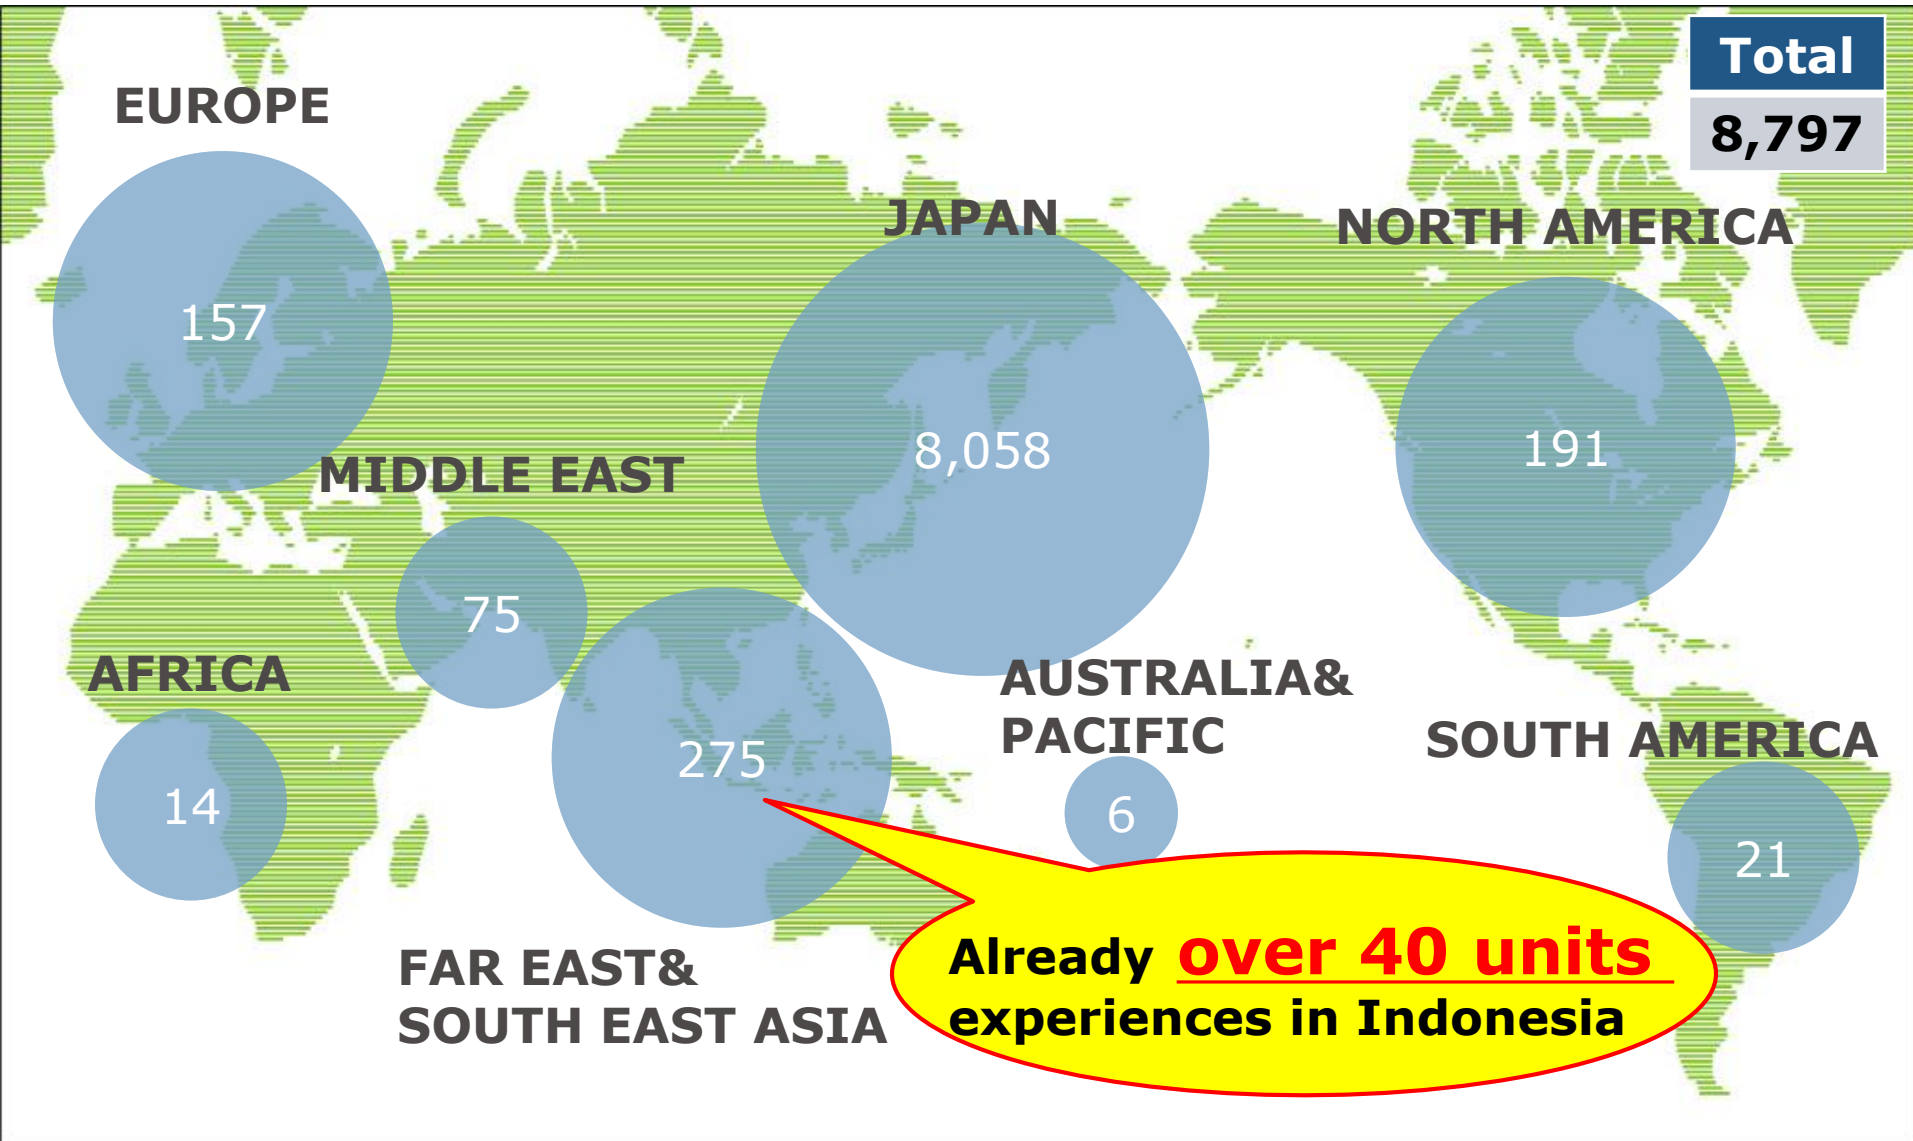 Total
8,797
EUROPE
157
JAPAN
8,058
NORTH AMERICA
191
MIDDLE EAST
75
AFRICA
14
275
FAR EAST&
SOUTH EAST ASIA
AUSTRALIA&
PACIFIC
6
SOUTH AMERICA
21
Already over 40 units
experiences in Indonesia